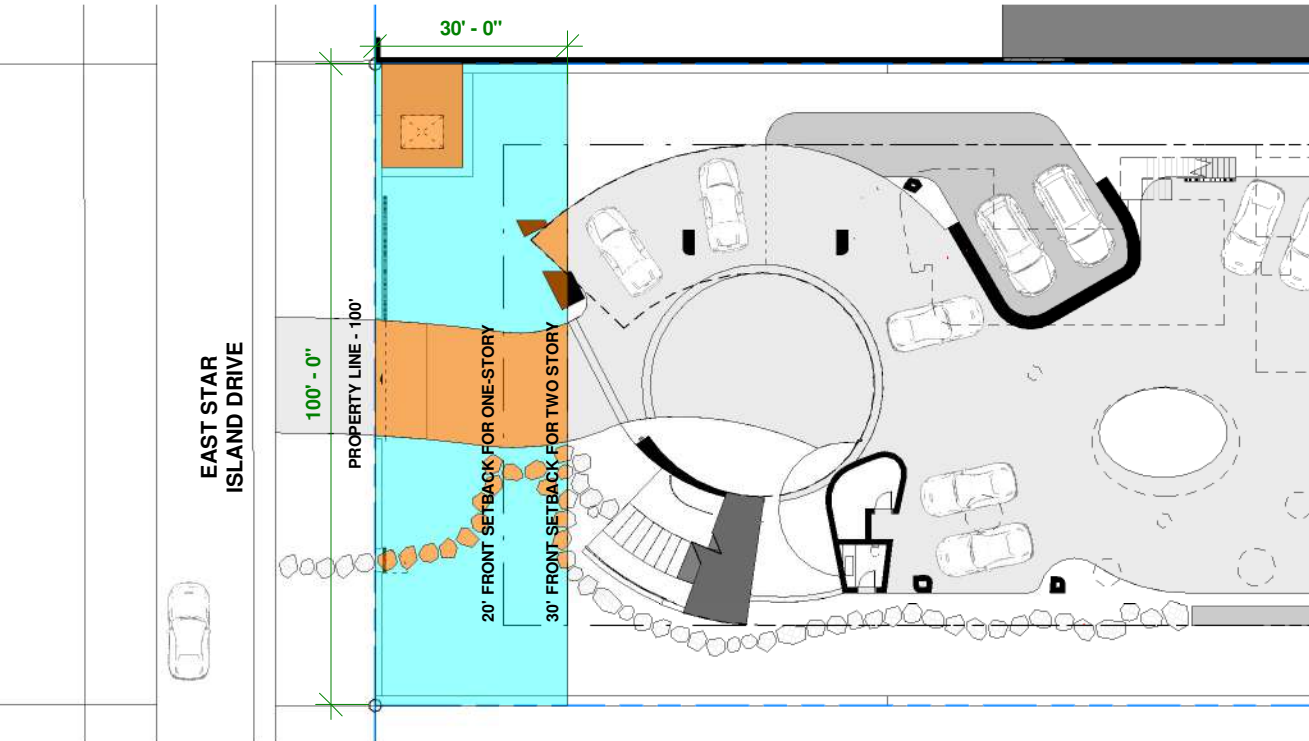 30' - 0"
EAST STAR
ISLAND DRIVE
100' - 0"
PROPERTY LINE - 100'
20' FRONT SETBACK FOR ONE-STORY
30' FRONT SETBACK FOR TWO STORY